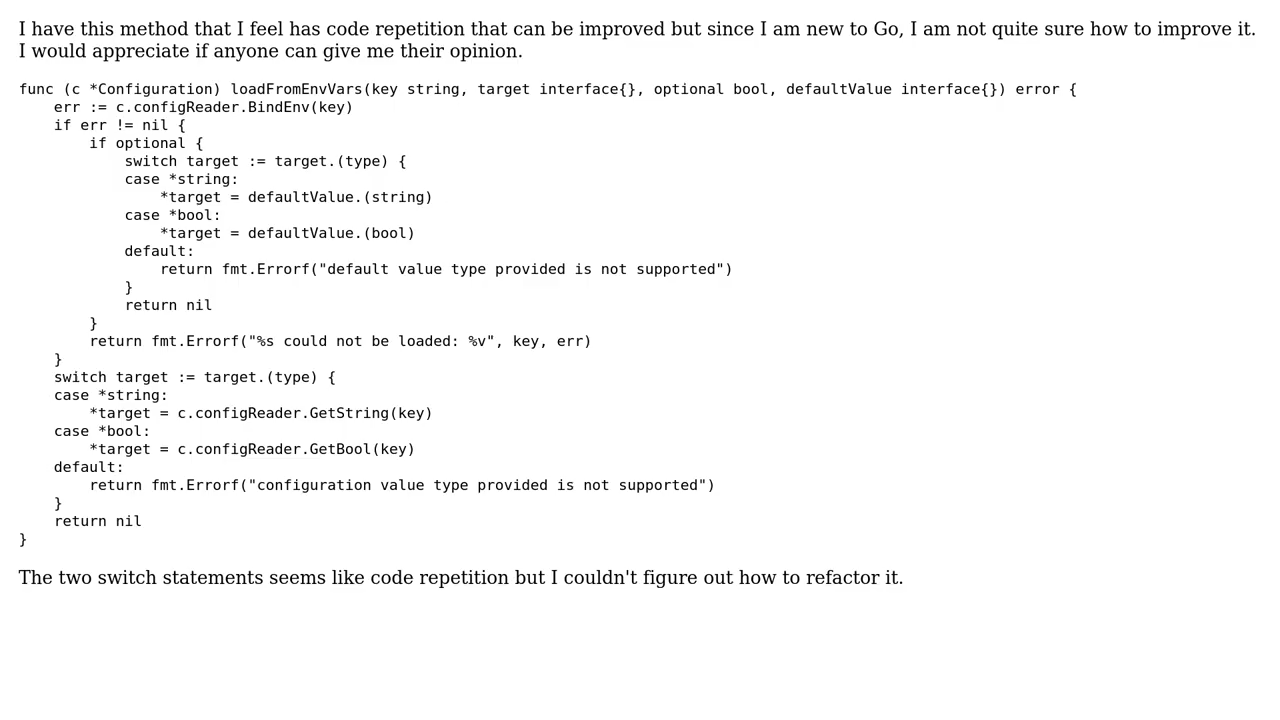 I have this method that I feel has code repetition that can be improved but since I am new to Go, I am not quite sure how to improve it.
I would appreciate if anyone can give me their opinion.
func (c *Configuration) loadFromEnvVars(key string, target interface{}, optional bool, defaultValue interface{}) error {
    err := c.configReader.BindEnv(key)
    if err != nil {
        if optional {
            switch target := target.(type) {
            case *string:
                *target = defaultValue.(string)
            case *bool:
                *target = defaultValue.(bool)
            default:
                return fmt.Errorf("default value type provided is not supported")
            }
            return nil
        }
        return fmt.Errorf("%s could not be loaded: %v", key, err)
    }
    switch target := target.(type) {
    case *string:
        *target = c.configReader.GetString(key)
    case *bool:
        *target = c.configReader.GetBool(key)
    default:
        return fmt.Errorf("configuration value type provided is not supported")
    }
    return nil
}
The two switch statements seems like code repetition but I couldn't figure out how to refactor it.